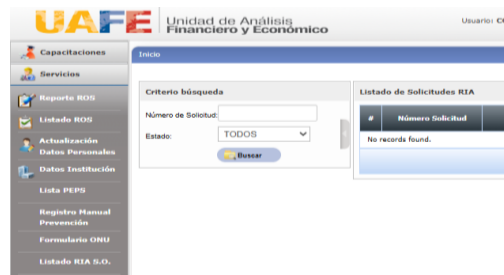 UAFE
Unidad de Análisis
Financiero y Económico
Usuario:
Capacitaciones
Servicios
Reporte ROS
Listado ROS
Actualización
Datos Personales
Datos Institución
Lista PEPS
Registro Manual
Prevención
Formulario ONU
Listado RIA S.O.
Inicio
Criterio búsqueda
Número de Solicitud:
Estado:
TODOS
Buscar
Listado de Solicitudes RIA
#
Número Solicitud
No records found.